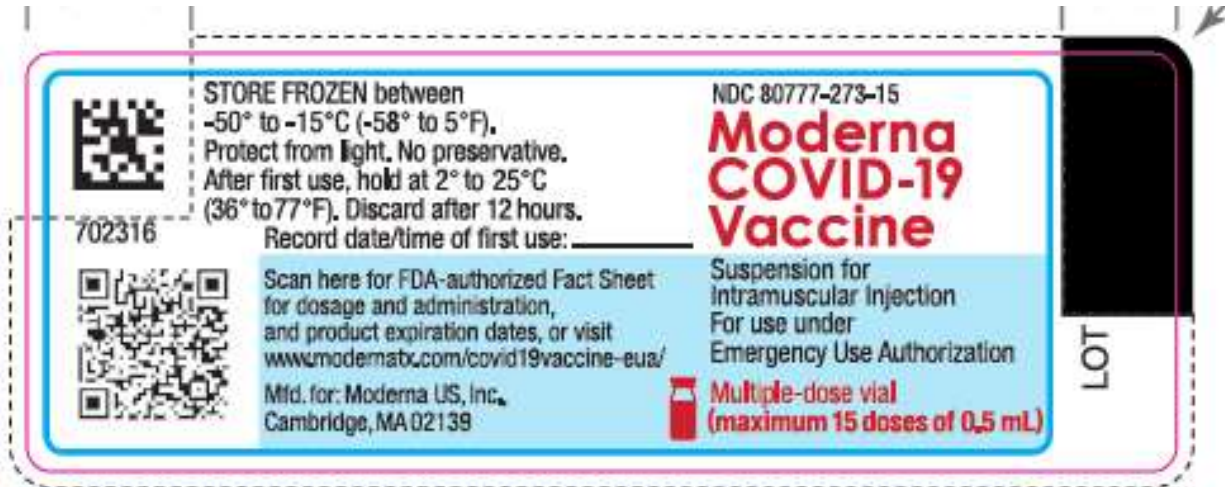 STORE FROZEN between
-50° to -15°C (-58° to 5°F).
Protect from light. No preservative.
After first use, hold at 2° to 25°C
(36° to 77°F). Discard after 12 hours.
Record date/time of first use:
702316
Scan here for FDA-authorized Fact Sheet
for dosage and administration,
and product expiration dates, or visit
www.modernatx.com/covid19vaccine-eua/
Mfd. for: Moderna US, Inc.
Cambridge, MA 02139
NDC 80777-273-15
Moderna
COVID-19
Vaccine
Suspension for
Intramuscular Injection
For use under
Emergency Use Authorization
Multiple-dose vial
(maximum 15 doses of 0.5 mL)
LOT